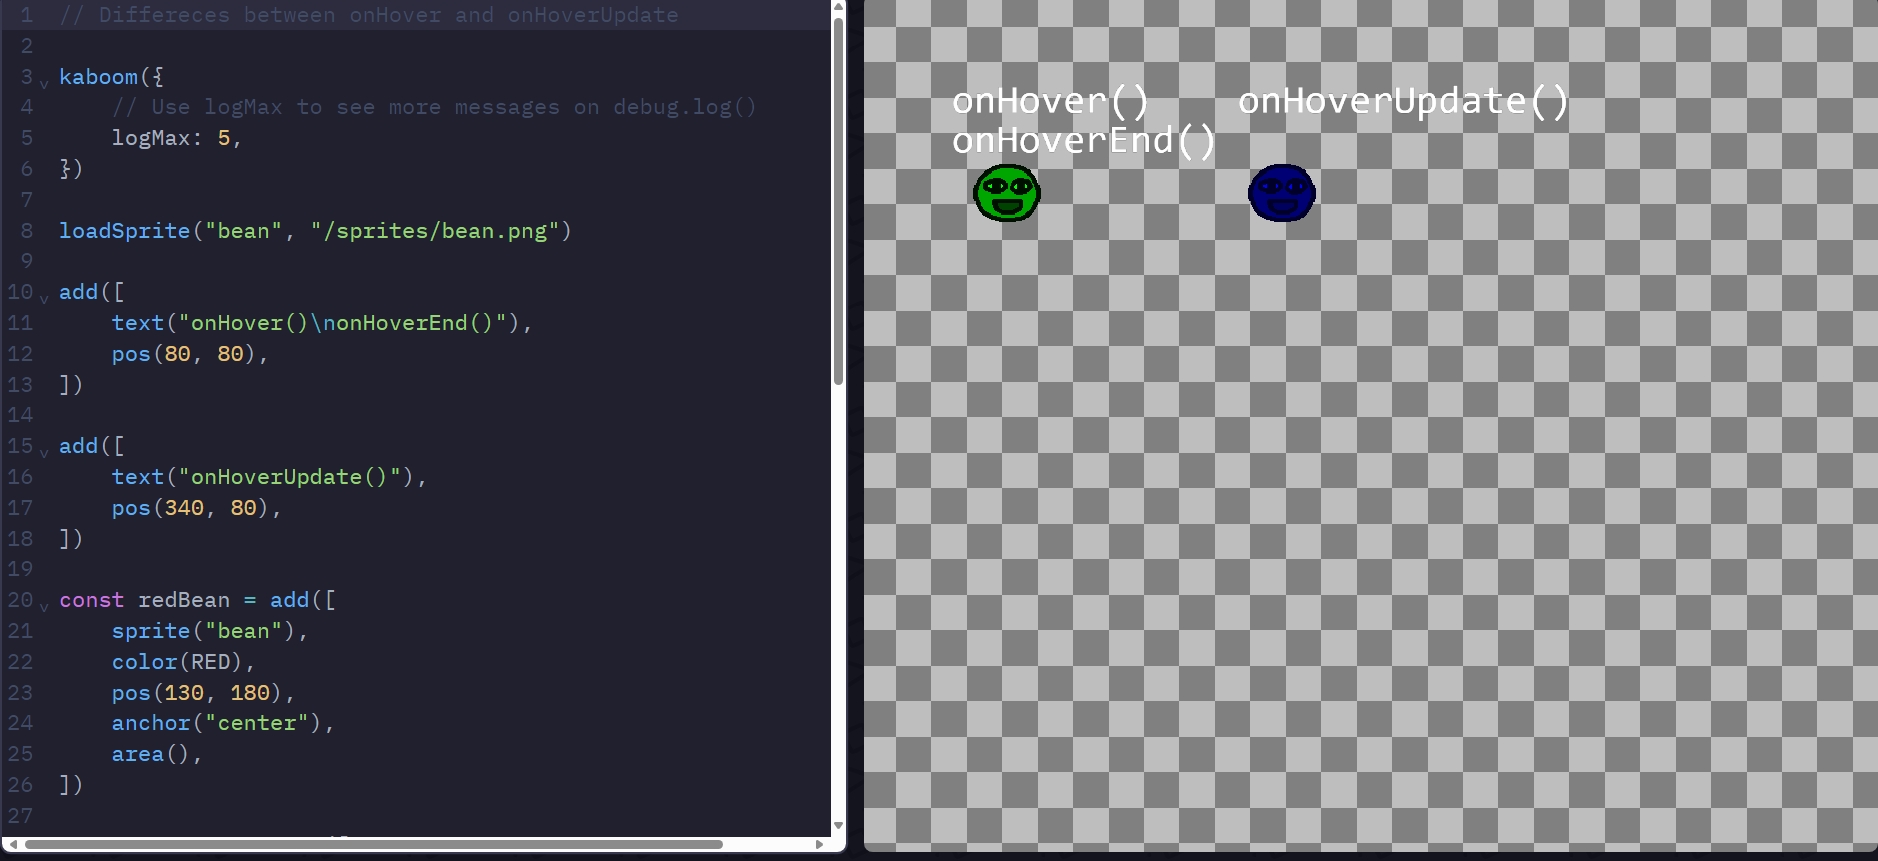 1 // Differeces between onHover and onHoverUpdate
2
3 kaboom({
4 // Use logMax to see more messages on debug.log()
5 logMax: 5,
6 })
7
8 loadSprite("bean", "/sprites/bean.png")
9
10 add([
11 text("onHover()\nonHoverEnd()"),
12 pos(80, 80),
13 ])
14
15 add([
16 text("onHoverUpdate()"),
17 pos(340, 80),
18 ])
19
20 const redBean = add([
21 sprite("bean"),
22 color(RED),
23 pos(130, 180),
24 anchor("center"),
25 area(),
26 ])
27
onHover()
onHoverEnd()
onHoverUpdate()